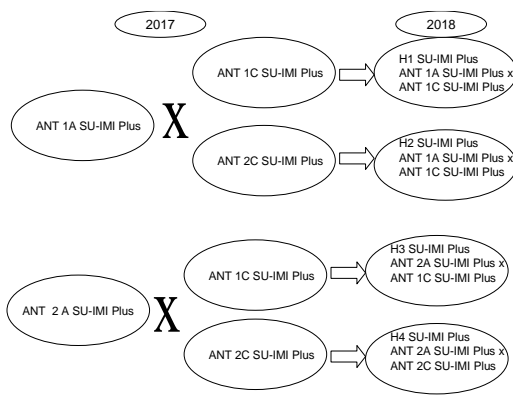 2017
2018
ANT 1A SU-IMI Plus
X
ANT 1C SU-IMI Plus
H1 SU-IMI Plus
ANT 1A SU-IMI Plus x
ANT 1C SU-IMI Plus
ANT 2C SU-IMI Plus
H2 SU-IMI Plus
ANT 1A SU-IMI Plus x
ANT 1C SU-IMI Plus
ANT 2 A SU-IMI Plus
X
ANT 1C SU-IMI Plus
H3 SU-IMI Plus
ANT 2A SU-IMI Plus x
ANT 1C SU-IMI Plus
ANT 2C SU-IMI Plus
H4 SU-IMI Plus
ANT 2A SU-IMI Plus x
ANT 2C SU-IMI Plus